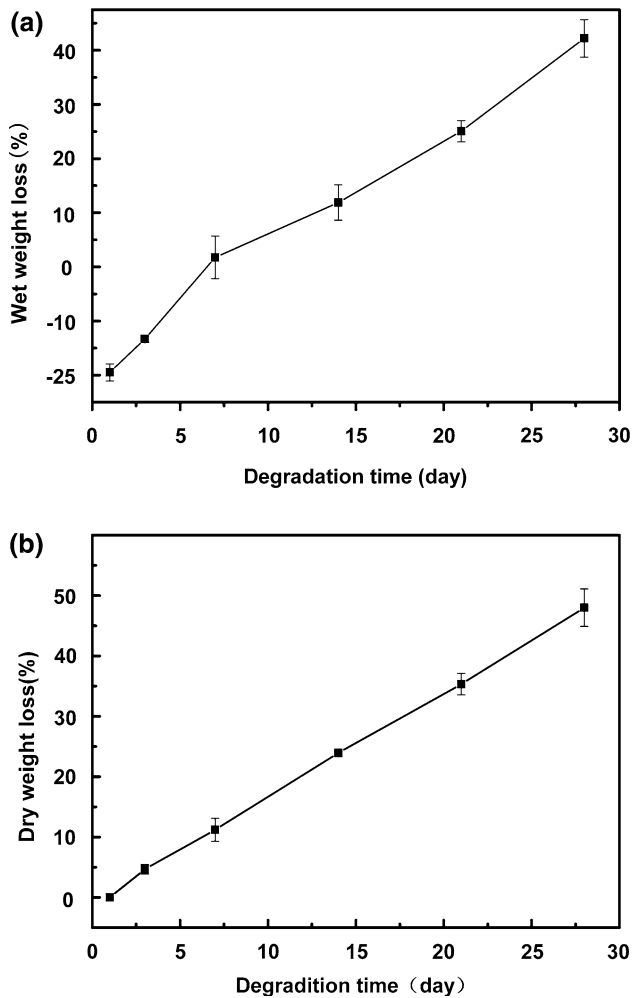 (a)
Wet weight loss（%）
40
30
20
10
0
-10
-25
0 5 10 15 20 25 30
Degradation time (day)
(b)
Dry weight loss(%)
50
40
30
20
10
0
0 5 10 15 20 25 30
Degradition time（day）